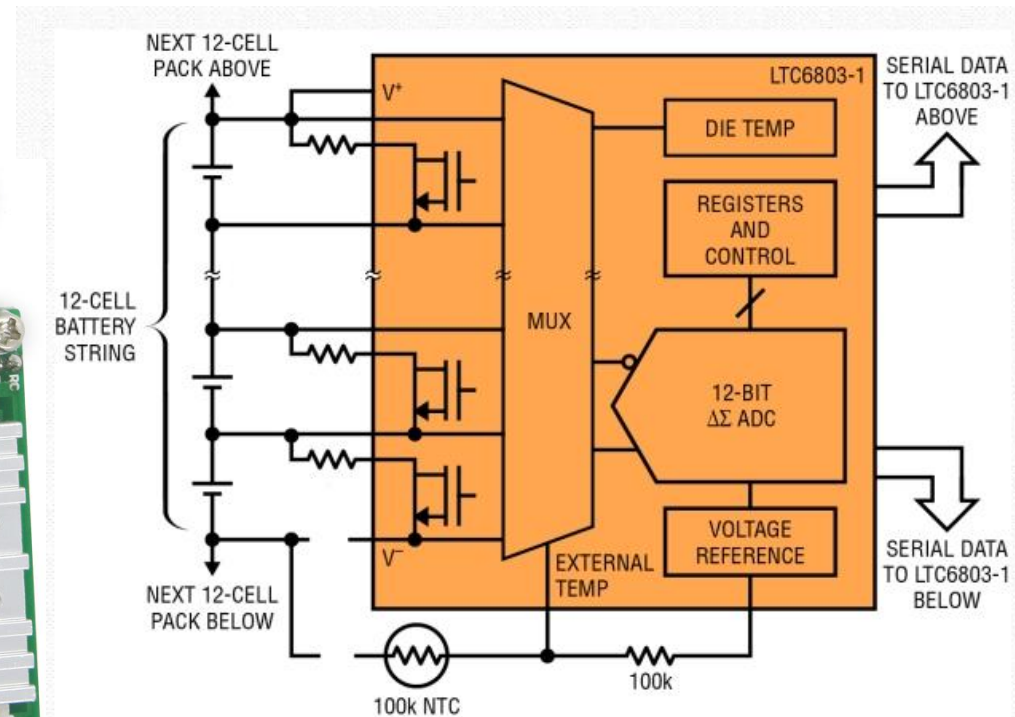 NEXT 12-CELL
PACK ABOVE
LTC6803-1
SERIAL DATA
TO LTC6803-1
ABOVE
V+
DIE TEMP
REGISTERS
AND
CONTROL
12-CELL
BATTERY
STRING
MUX
12-BIT
ΔΣ ADC
VOLTAGE
REFERENCE
V−
EXTERNAL
TEMP
SERIAL DATA
TO LTC6803-1
BELOW
NEXT 12-CELL
PACK BELOW
100k NTC
100k
RC